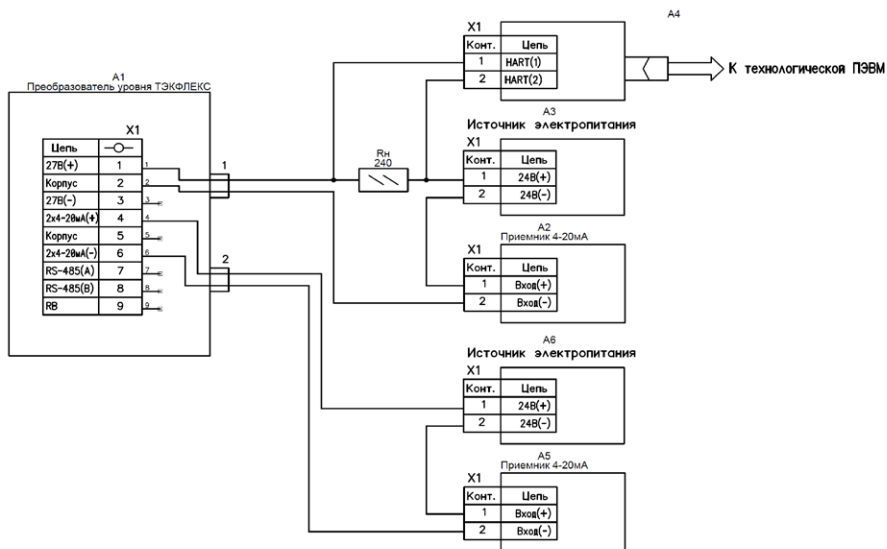 A1
Преобразователь уровня ТЭКФЛЕКС
X1
Цепь
27В(+) 1 1
Корпус 2 2
27В(-) 3 3
2x4-20мА(+) 4 4
Корпус 5 5
2x4-20мА(-) 6 6
RS-485(A) 7 7
RS-485(B) 8 8
RB 9 9
1
2
Rн
240
A4
X1
Конт. Цепь
1 HART(1)
2 HART(2)
К технологической ПЭВМ
A3
Источник электропитания
X1
Конт. Цепь
1 24В(+)
2 24В(-)
A2
Приемник 4-20мА
X1
Конт. Цепь
1 Вход(+)
2 Вход(-)
A6
Источник электропитания
X1
Конт. Цепь
1 24В(+)
2 24В(-)
A5
Приемник 4-20мА
X1
Конт. Цепь
1 Вход(+)
2 Вход(-)